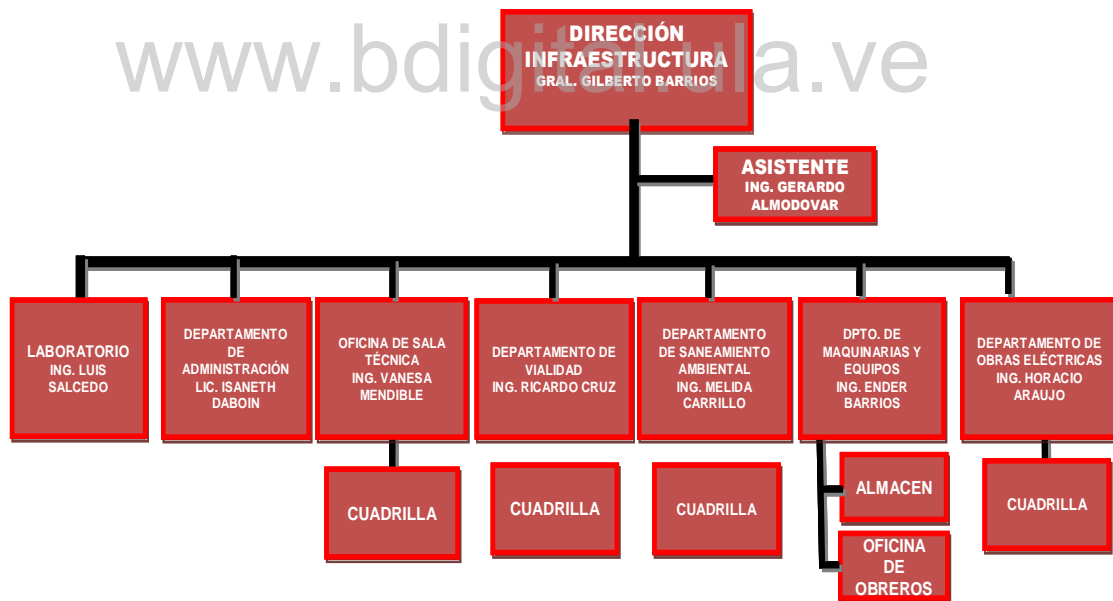 www.bdigital.ula.ve
DIRECCIÓN
INFRAESTRUCTURA
GRAL. GILBERTO BARRIOS
ASISTENTE
ING. GERARDO
ALMODOVAR
LABORATORIO
ING. LUIS
SALCEDO
DEPARTAMENTO
DE
ADMINISTRACIÓN
LIC. ISANETH
DABOIN
OFICINA DE SALA
TÉCNICA
ING. VANESA
MENDIBLE
DEPARTAMENTO DE
VIALIDAD
ING. RICARDO CRUZ
DEPARTAMENTO
DE SANEAMIENTO
AMBIENTAL
ING. MELIDA
CARRILLO
DPTO. DE
MAQUINARIAS Y
EQUIPOS
ING. ENDER
BARRIOS
DEPARTAMENTO DE
OBRAS ELÉCTRICAS
ING. HORACIO
ARAUJO
CUADRILLA
CUADRILLA
CUADRILLA
ALMACEN
OFICINA
DE
OBREROS
CUADRILLA